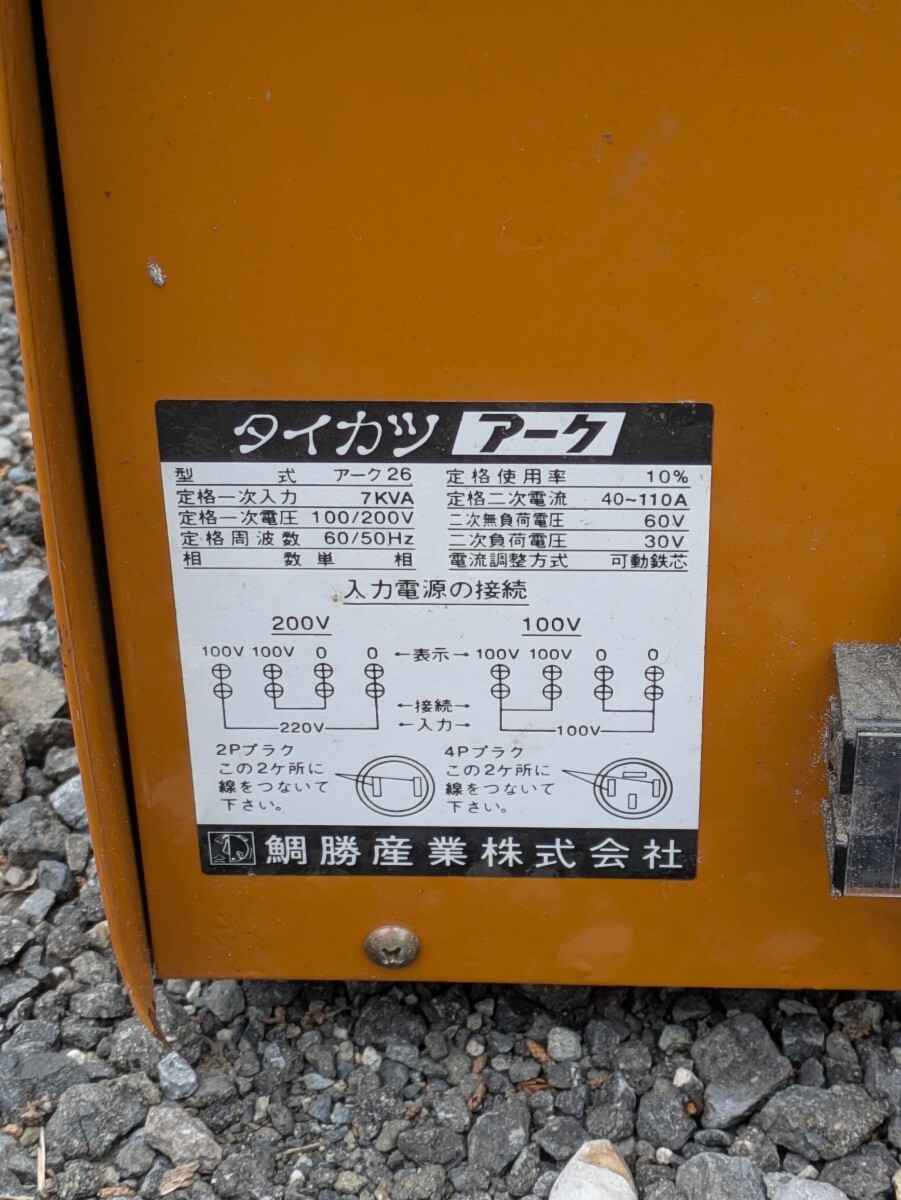 タイカツ アーク
型式 アーク26
定格一次入力 7KVA
定格一次電圧 100/200V
定格周波数 60/50Hz
相数 単相
定格使用率 10%
定格二次電流 40~110A
二次無負荷電圧 60V
二次負荷電圧 30V
電流調整方式 可動鉄芯
入力電源の接続
200V 100V
100V 100V 0 0 ←表示→ 100V 100V 0 0
←接続→
220V ←入力→ 100V
2Pプラク
この2ケ所に
線をつないて
下さい。
4Pプラク
この2ケ所に
線をつないて
下さい。
鯛勝産業株式会社